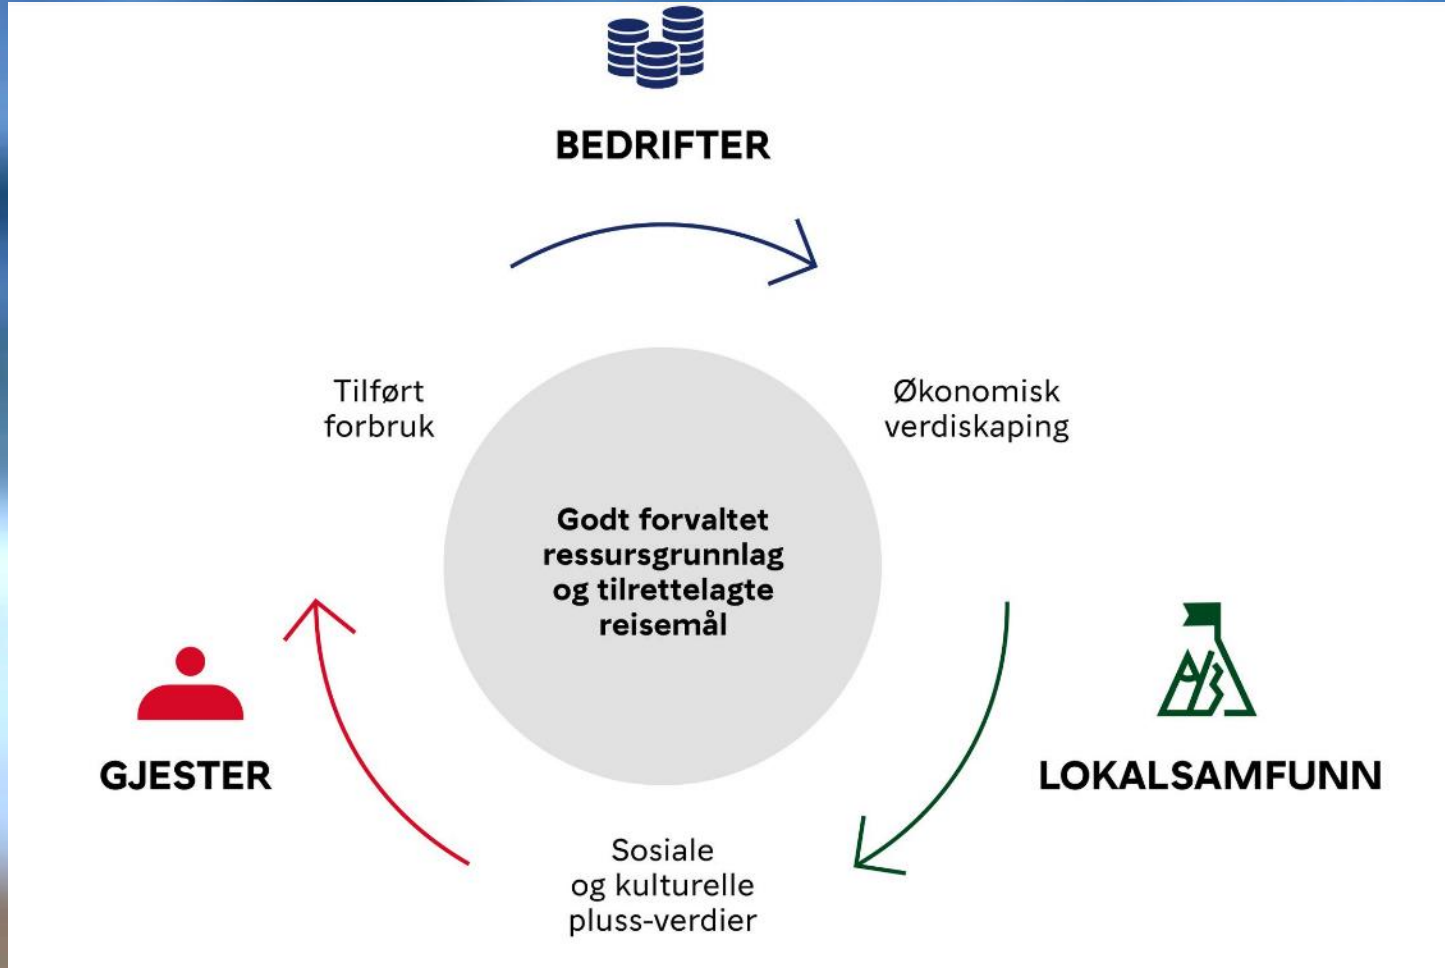 BEDRIFTER
Tilført
forbruk
Økonomisk
verdiskaping
Godt forvaltet
ressursgrunnlag
og tilrettelagte
reisemål
GJESTER
LOKALSAMFUNN
Sosiale
og kulturelle
pluss-verdier